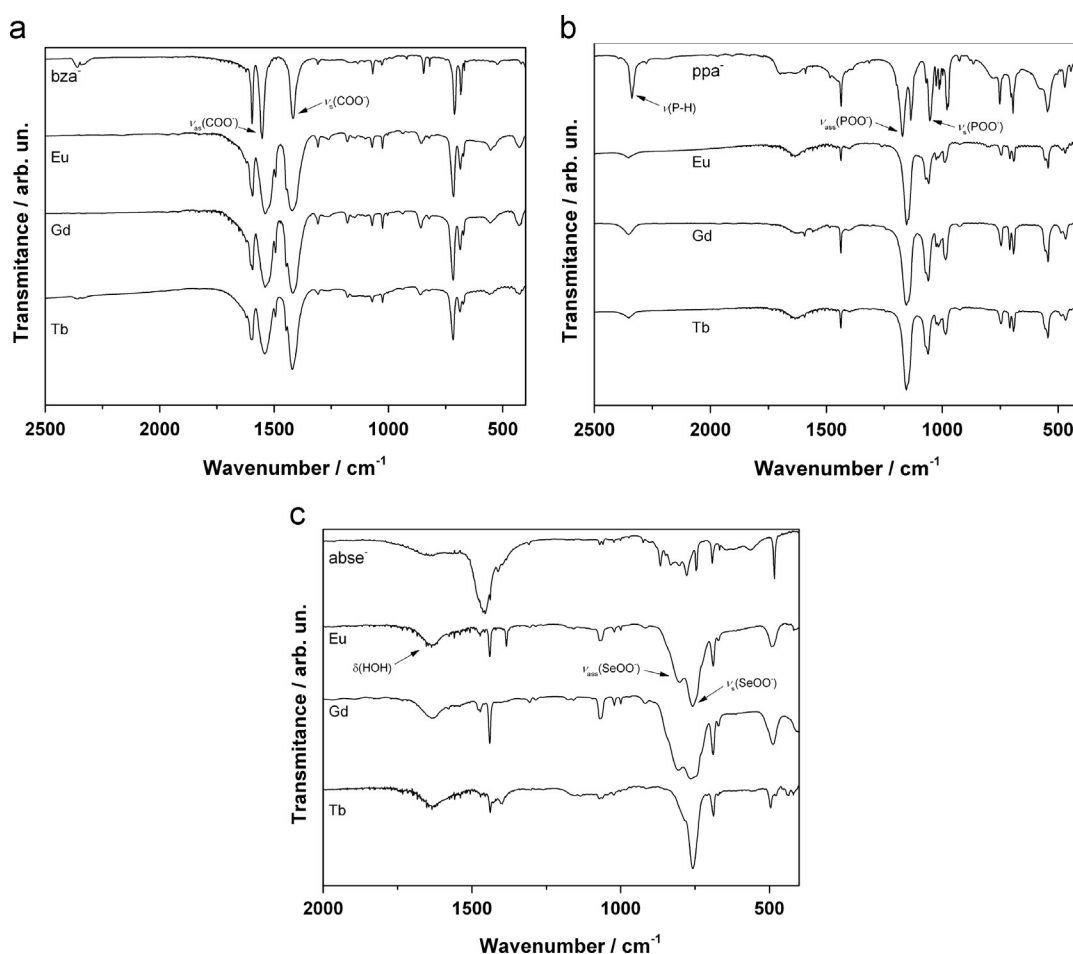 a
bza-
νas(COO-)
νs(COO-)
Eu
Gd
Tb
Transmitance / arb. un.
2500 2000 1500 1000 500
Wavenumber / cm-1
b
ppa-
ν(P-H)
νass(POO-)
νs(POO-)
Eu
Gd
Tb
Transmitance / arb. un.
2500 2000 1500 1000 500
Wavenumber / cm-1
c
abse-
Eu
δ(HOH)
νass(SeOO-)
νs(SeOO-)
Gd
Tb
Transmitance / arb. un.
2000 1500 1000 500
Wavenumber / cm-1